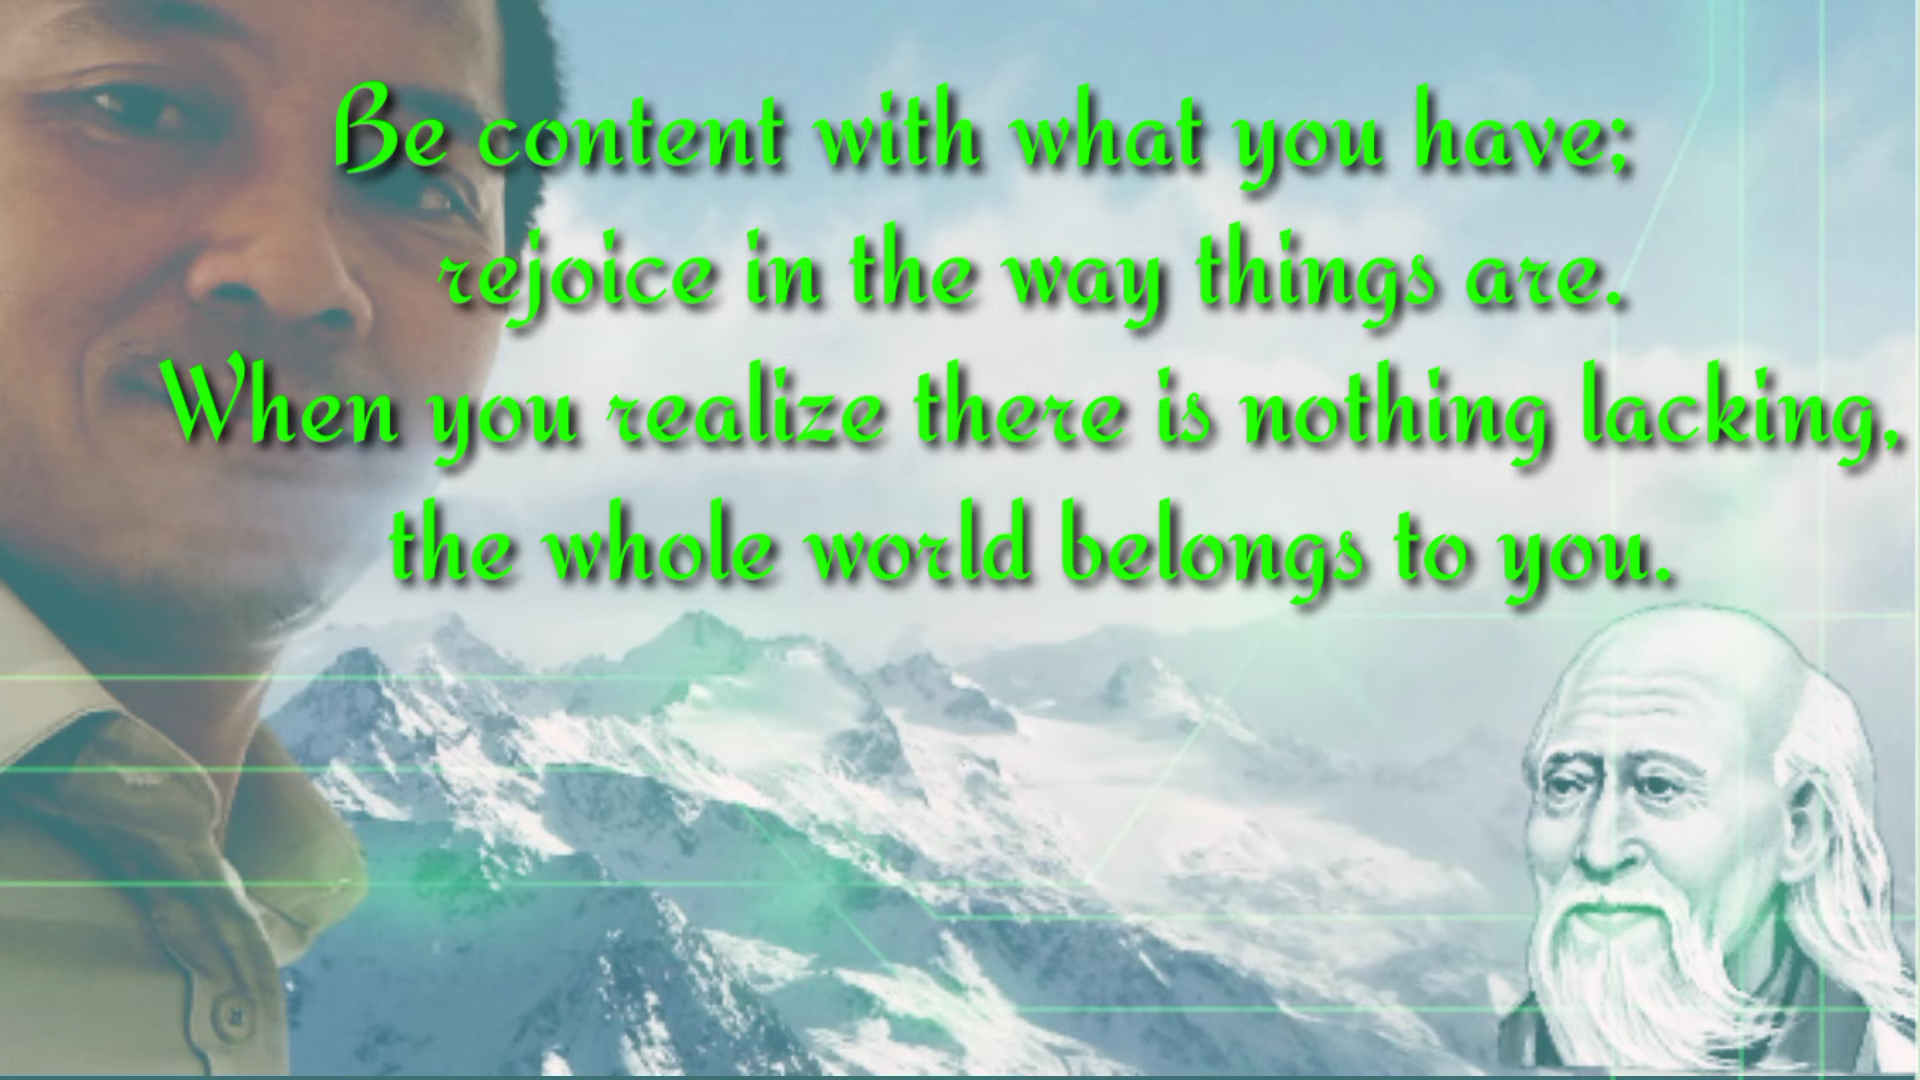 Be content with what you have;
rejoice in the way things are.
When you realize there is nothing lacking,
the whole world belongs to you.